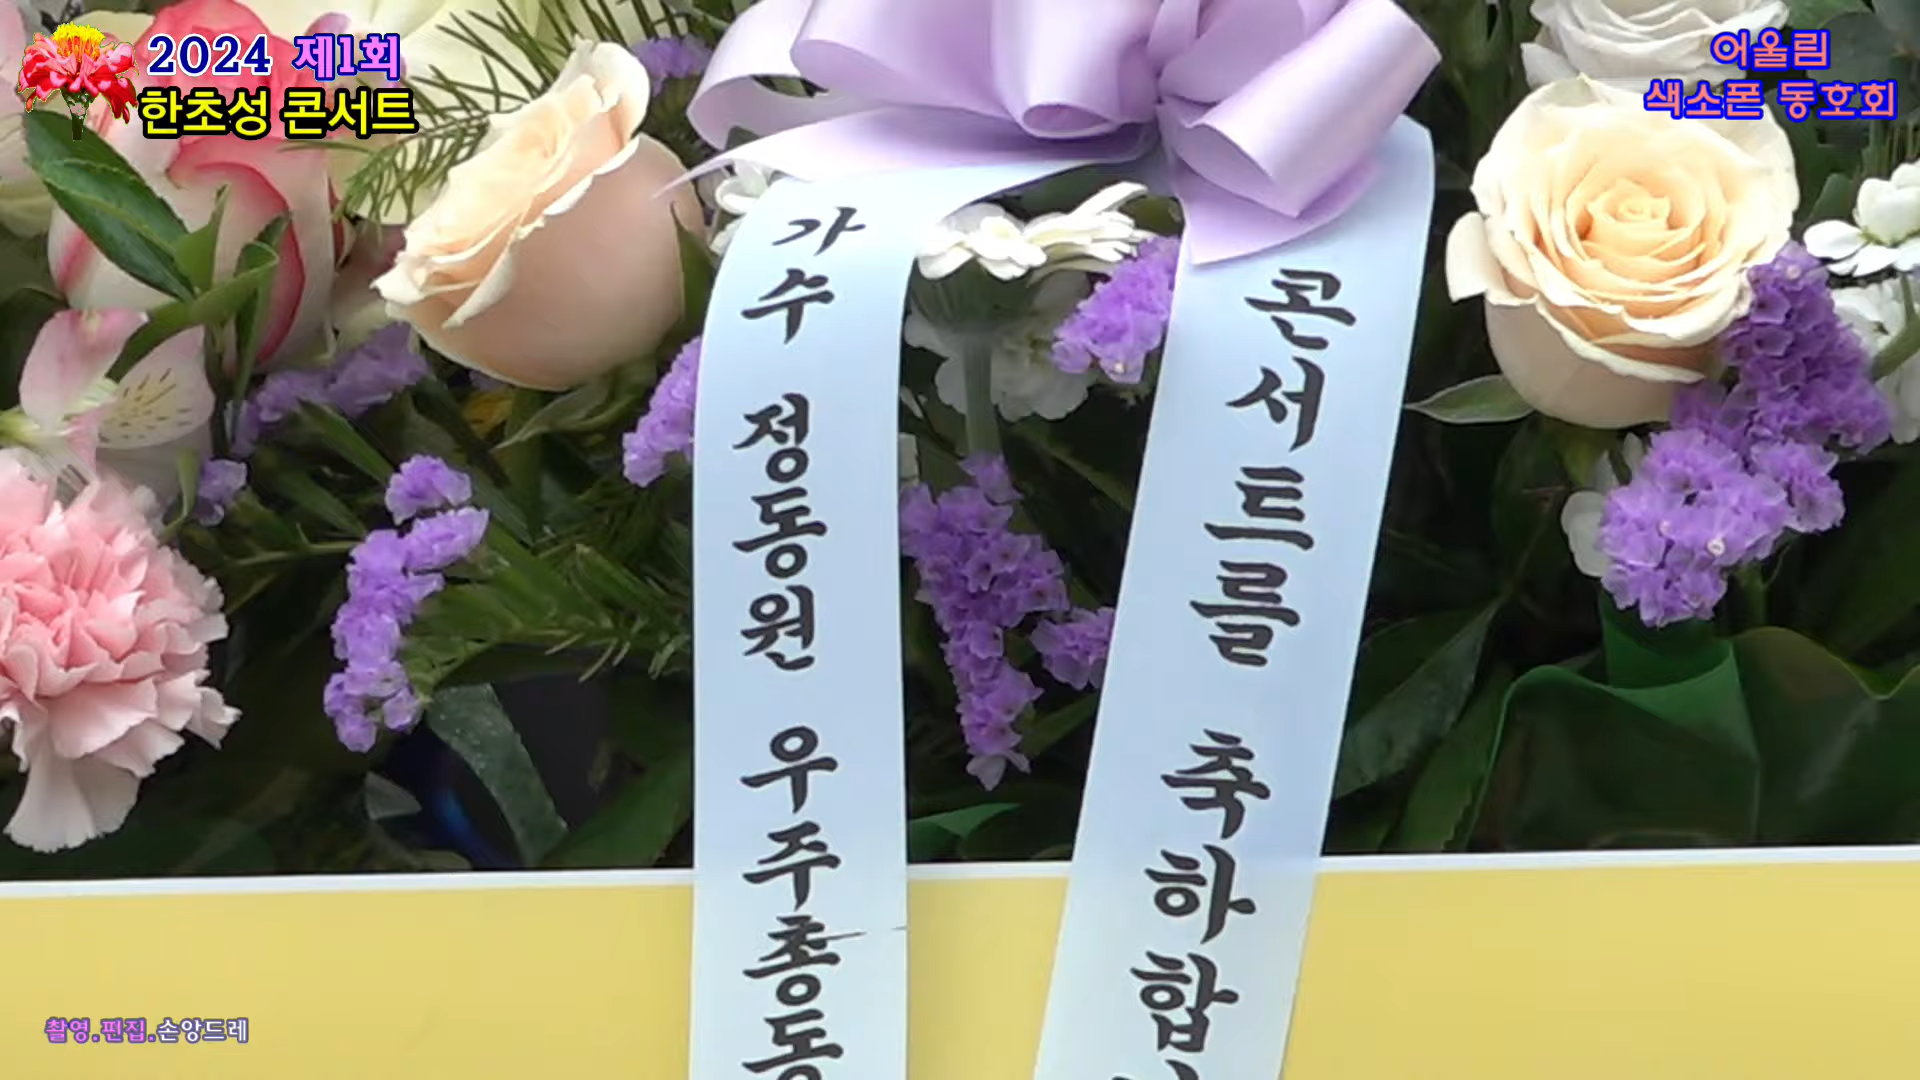 2024 제1회
한초성 콘서트
어울림
색소폰 동호회
가수 정동원 우주총동
콘서트를 축하합
촬영.편집.손앙드레